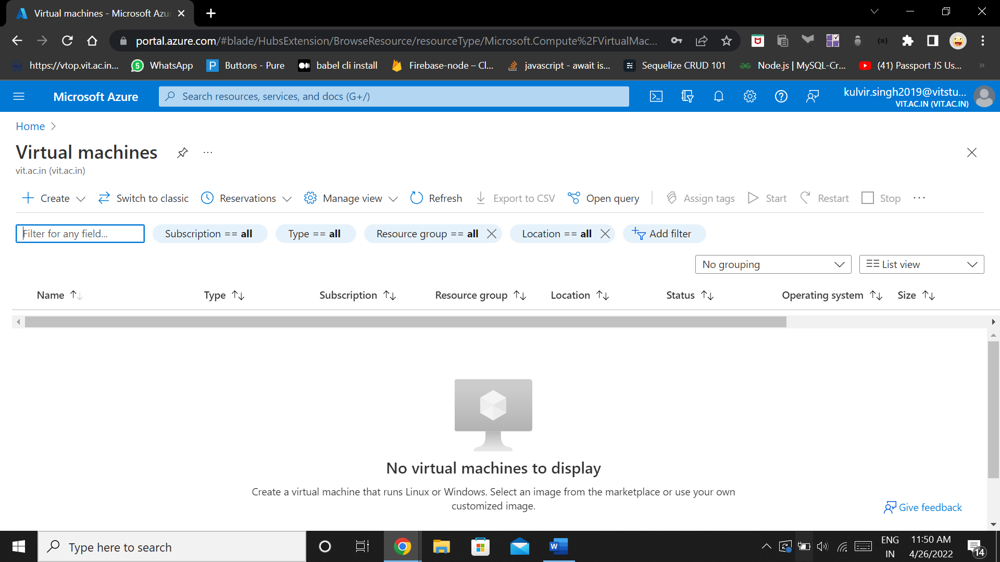 Virtual machines - Microsoft Azu
portal.azure.com/#blade/HubsExtension/BrowseResource/resourceType/Microsoft.Compute%2FVirtualMac...
https://vtop.vit.ac.in... WhatsApp Buttons - Pure babel cli install Firebase-node – Cl... javascript - await is... Sequelize CRUD 101 Node.js | MySQL-Cr... (41) Passport JS Us... »
Microsoft Azure Search resources, services, and docs (G+/) kulvir.singh2019@vitstu...
VIT.AC.IN (VIT.AC.IN)
Home >
Virtual machines ...
vit.ac.in (vit.ac.in)
Create Switch to classic Reservations Manage view Refresh Export to CSV Open query Assign tags Start Restart Stop ...
Filter for any field... Subscription == all Type == all Resource group == all Location == all Add filter
No grouping List view
Name Type Subscription Resource group Location Status Operating system Size
No virtual machines to display
Create a virtual machine that runs Linux or Windows. Select an image from the marketplace or use your own
customized image.
Give feedback
Type here to search ENG 11:50 AM
IN 4/26/2022 14